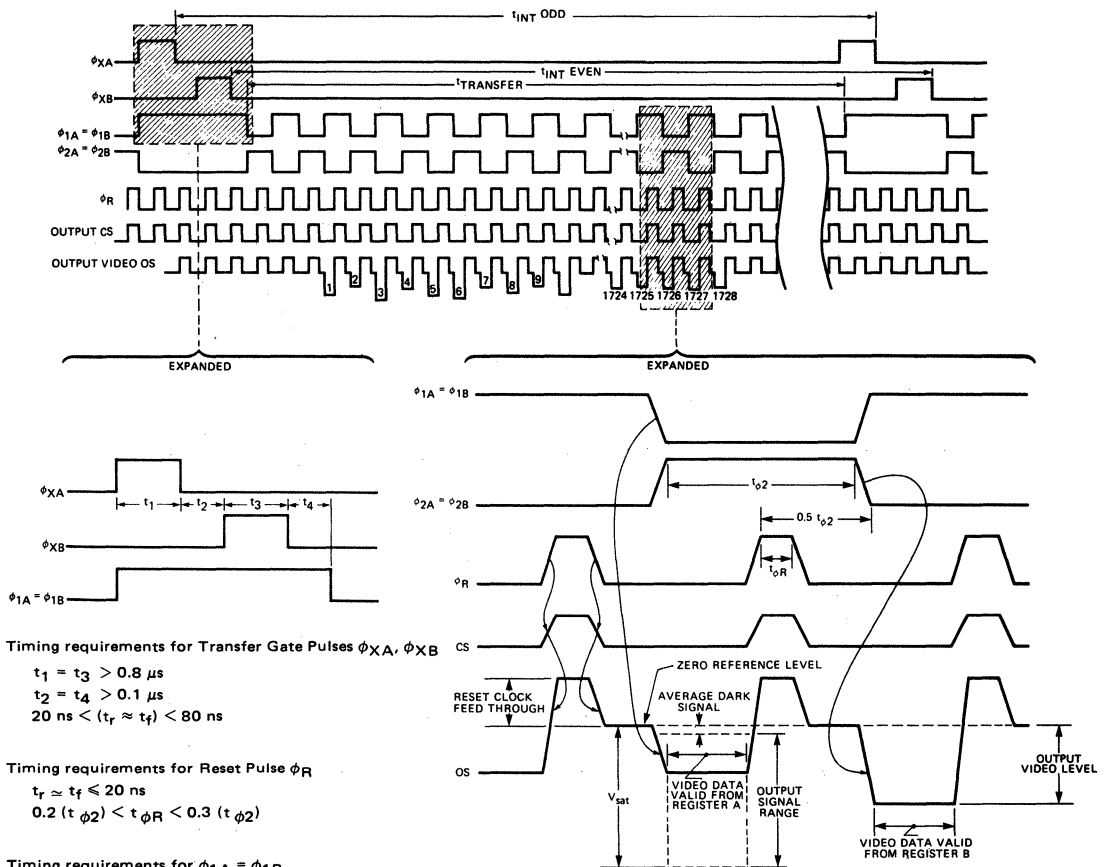 tINT ODD
φXA
tINT EVEN
φXB
tTRANSFER
φ1A = φ1B
φ2A = φ2B
φR
OUTPUT CS
OUTPUT VIDEO OS
1 2 3 4 5 6 7 8 9 1724 1725 1726 1727 1728
EXPANDED
EXPANDED
φXA
t1 t2 t3 t4
φXB
φ1A = φ1B
Timing requirements for Transfer Gate Pulses φXA, φXB
t1 = t3 > 0.8 μs
t2 = t4 > 0.1 μs
20 ns < (tr ≈ tf) < 80 ns
Timing requirements for Reset Pulse φR
tr ≃ tf ⩽ 20 ns
0.2 (tφ2) < tφR < 0.3 (tφ2)
Timing requirements for φ1A = φ1B
φ1A = φ1B
tφ2
φ2A = φ2B
0.5 tφ2
φR
tφR
CS
ZERO REFERENCE LEVEL
RESET CLOCK
FEED THROUGH
AVERAGE DARK
SIGNAL
OS
Vsat
VIDEO DATA
VALID FROM
REGISTER A
OUTPUT
SIGNAL
RANGE
OUTPUT
VIDEO LEVEL
VIDEO DATA VALID
FROM REGISTER B